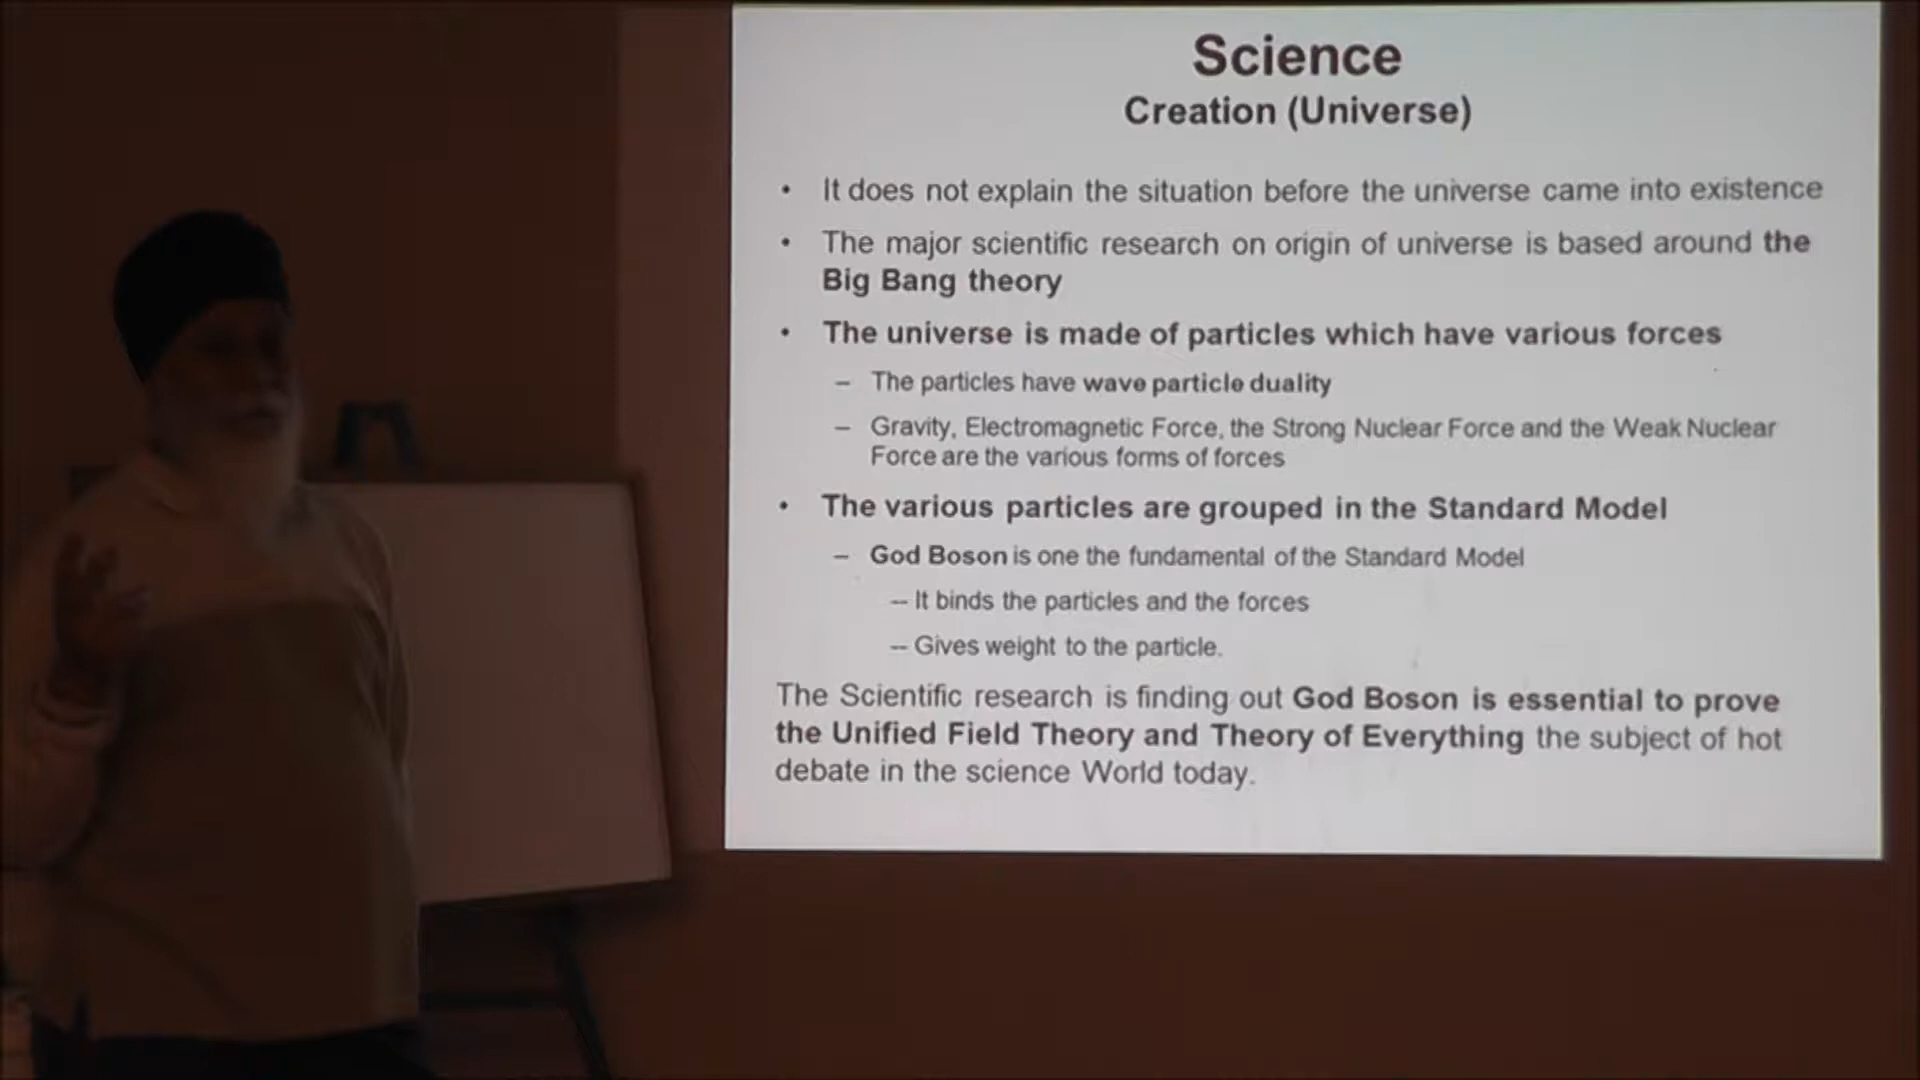 Science
Creation (Universe)
• It does not explain the situation before the universe came into existence
• The major scientific research on origin of universe is based around the
Big Bang theory
• The universe is made of particles which have various forces
– The particles have wave particle duality
– Gravity, Electromagnetic Force, the Strong Nuclear Force and the Weak Nuclear
Force are the various forms of forces
• The various particles are grouped in the Standard Model
– God Boson is one the fundamental of the Standard Model
-- It binds the particles and the forces
-- Gives weight to the particle.
The Scientific research is finding out God Boson is essential to prove
the Unified Field Theory and Theory of Everything the subject of hot
debate in the science World today.